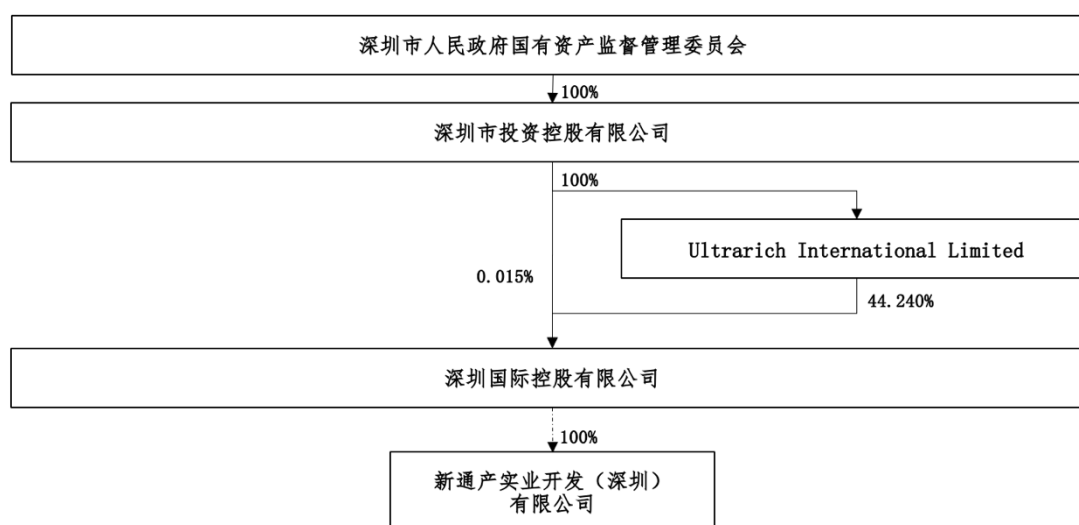 深圳市人民政府国有资产监督管理委员会
100%
深圳市投资控股有限公司
100%
Ultrarich International Limited
0.015%
44.240%
深圳国际控股有限公司
100%
新通产实业开发（深圳）
有限公司